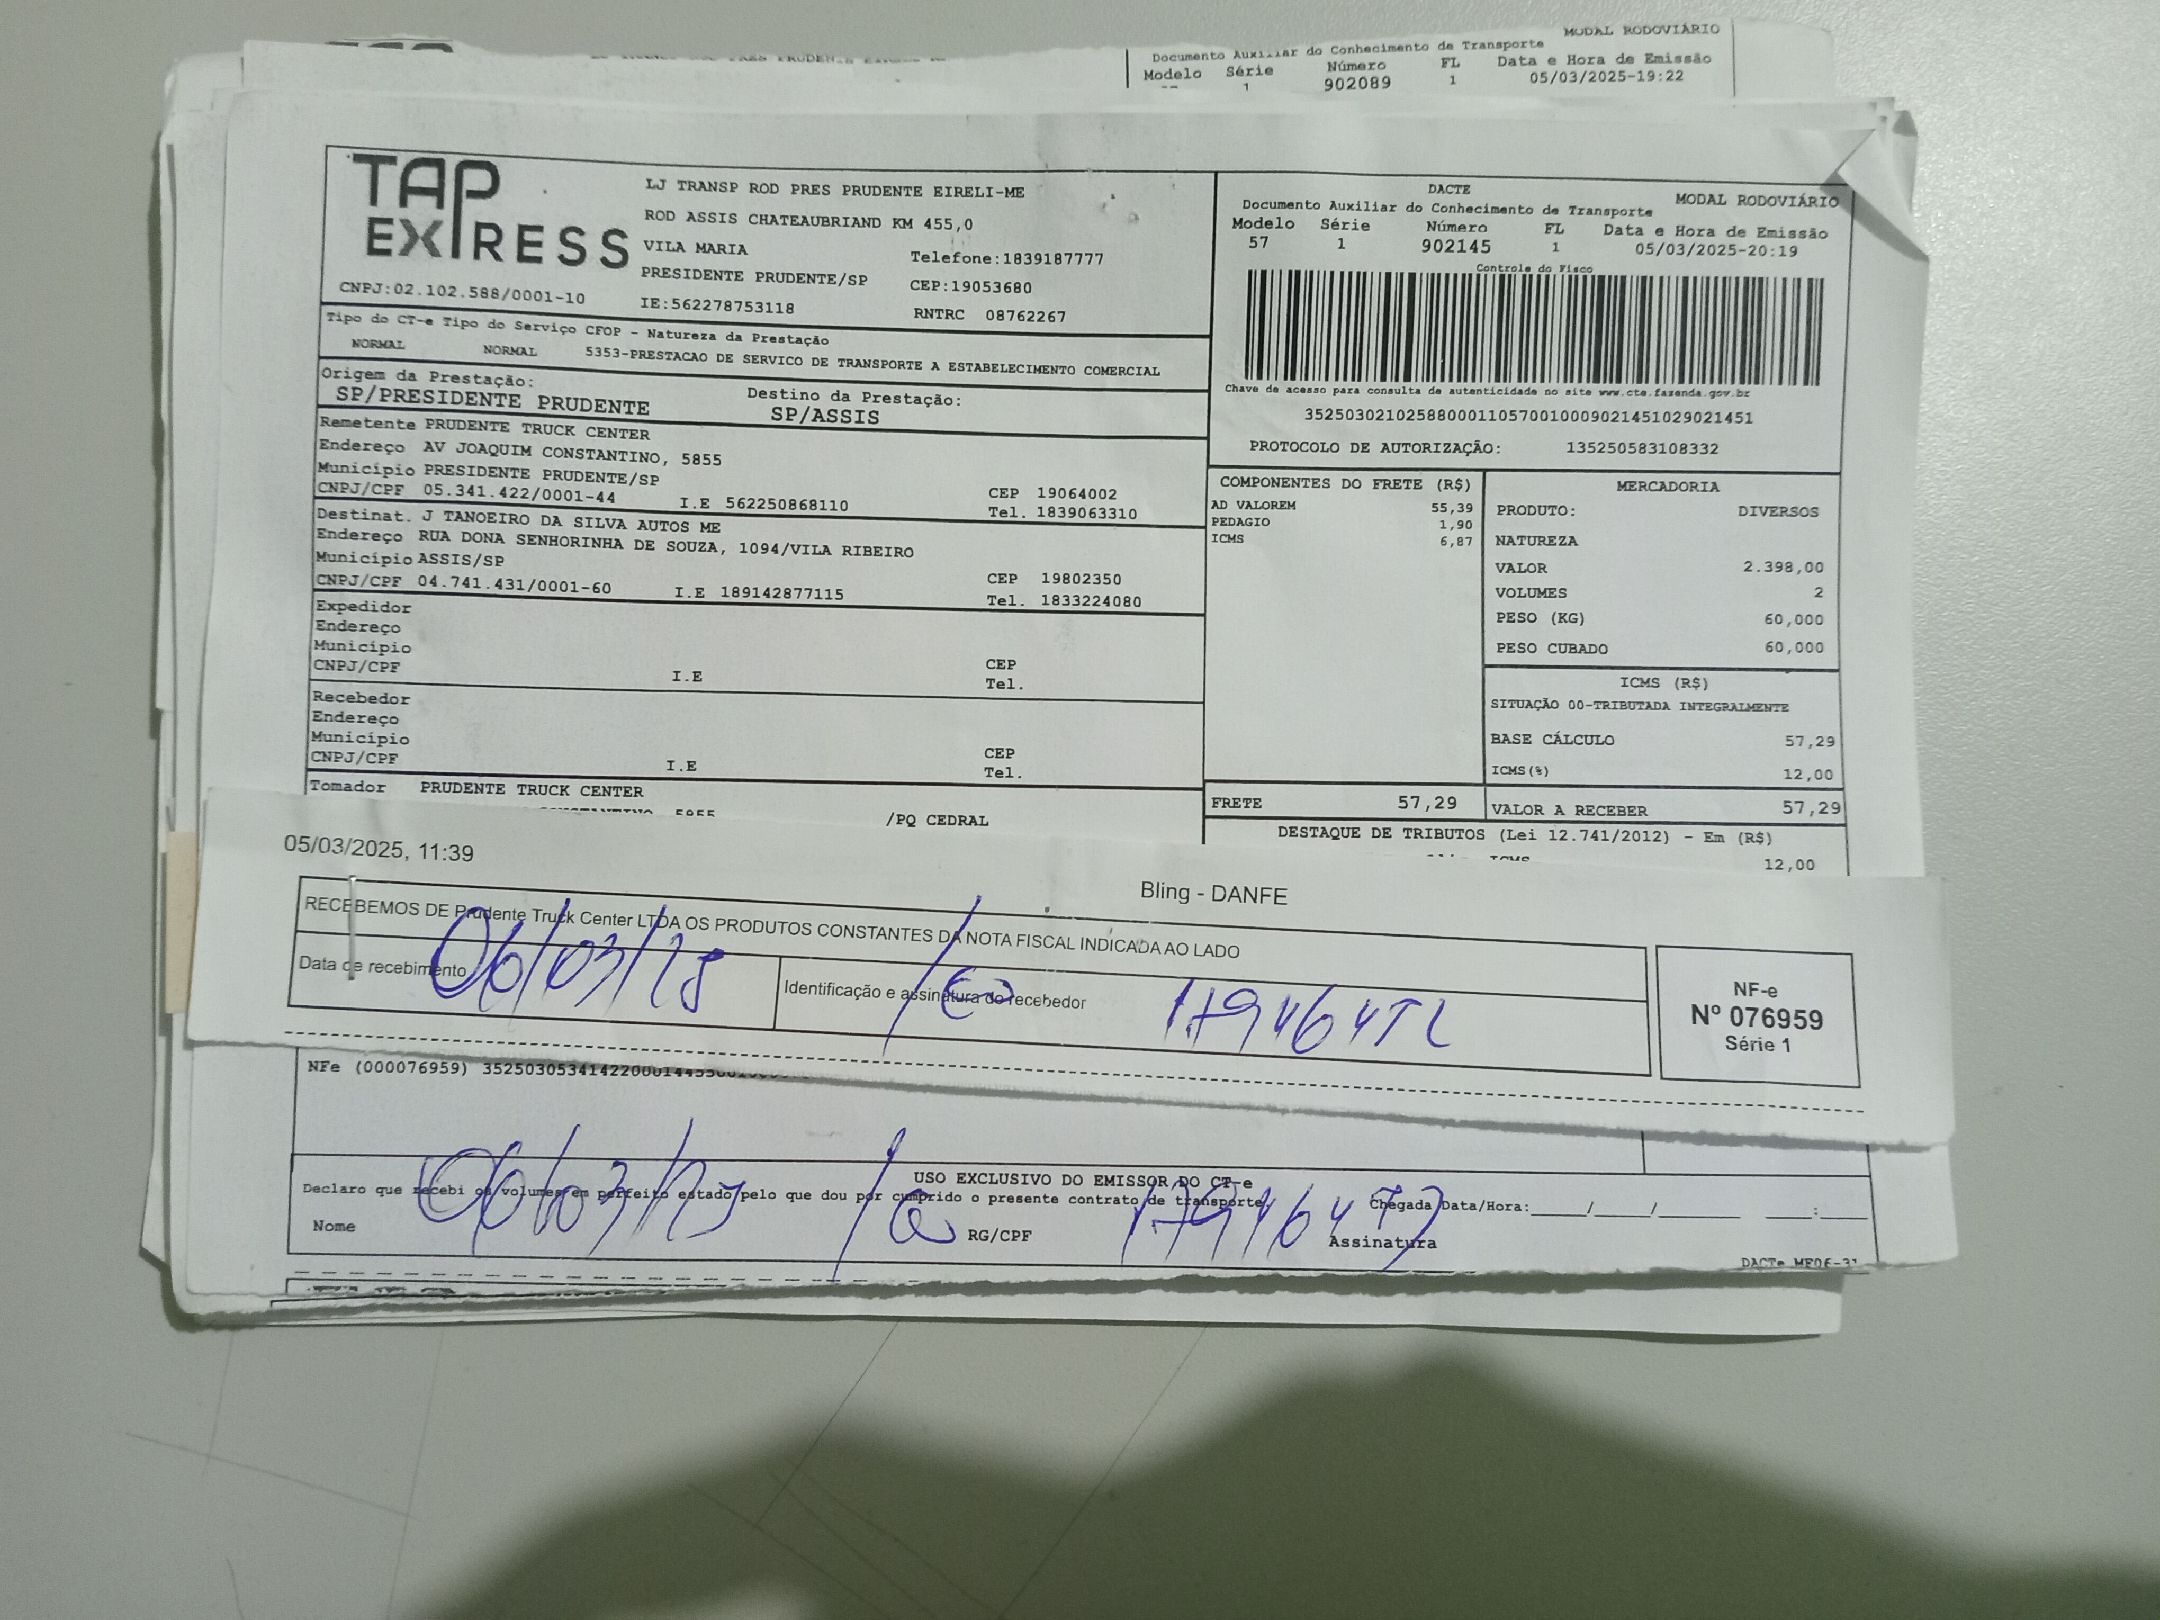 MODAL RODOVIÁRIO
Documento Auxiliar do Conhecimento de Transporte
Modelo Série Número FL Data e Hora de Emissão
1 902089 1 05/03/2025-19:22
TAP EXPRESS
CNPJ:02.102.588/0001-10
LJ TRANSP ROD PRES PRUDENTE EIRELI-ME
ROD ASSIS CHATEAUBRIAND KM 455,0
VILA MARIA Telefone:1839187777
PRESIDENTE PRUDENTE/SP CEP:19053680
IE:562278753118 RNTRC 08762267
DACTE MODAL RODOVIÁRIO
Documento Auxiliar do Conhecimento de Transporte
Modelo Série Número FL Data e Hora de Emissão
57 1 902145 1 05/03/2025-20:19
Controle do Fisco
Chave de acesso para consulta de autenticidade no site www.cte.fazenda.gov.br
35250302102588000110570010009021451029021451
PROTOCOLO DE AUTORIZAÇÃO: 135250583108332
Tipo do CT-e Tipo do Serviço CFOP - Natureza da Prestação
NORMAL NORMAL 5353-PRESTACAO DE SERVICO DE TRANSPORTE A ESTABELECIMENTO COMERCIAL
Origem da Prestação: Destino da Prestação:
SP/PRESIDENTE PRUDENTE SP/ASSIS
Remetente PRUDENTE TRUCK CENTER
Endereço AV JOAQUIM CONSTANTINO, 5855
Município PRESIDENTE PRUDENTE/SP CEP 19064002
CNPJ/CPF 05.341.422/0001-44 I.E 562250868110 Tel. 1839063310
Destinat. J TANOEIRO DA SILVA AUTOS ME
Endereço RUA DONA SENHORINHA DE SOUZA, 1094/VILA RIBEIRO
Município ASSIS/SP CEP 19802350
CNPJ/CPF 04.741.431/0001-60 I.E 189142877115 Tel. 1833224080
Expedidor
Endereço
Município CEP
CNPJ/CPF I.E Tel.
Recebedor
Endereço
Município CEP
CNPJ/CPF I.E Tel.
Tomador PRUDENTE TRUCK CENTER
/PQ CEDRAL
COMPONENTES DO FRETE (R$)
AD VALOREM 55,39
PEDAGIO 1,90
ICMS 6,87
FRETE 57,29
MERCADORIA
PRODUTO: DIVERSOS
NATUREZA
VALOR 2.398,00
VOLUMES 2
PESO (KG) 60,000
PESO CUBADO 60,000
ICMS (R$)
SITUAÇÃO 00-TRIBUTADA INTEGRALMENTE
BASE CÁLCULO 57,29
ICMS(%) 12,00
VALOR A RECEBER 57,29
DESTAQUE DE TRIBUTOS (Lei 12.741/2012) - Em (R$)
ICMS 12,00
05/03/2025, 11:39 Bling - DANFE
RECEBEMOS DE Prudente Truck Center LTDA OS PRODUTOS CONSTANTES DA NOTA FISCAL INDICADA AO LADO
Data de recebimento 06/03/25 Identificação e assinatura do recebedor
NF-e
Nº 076959
Série 1
NFe (000076959)
USO EXCLUSIVO DO EMISSOR DO CT-e
Declaro que recebi os volumes em perfeito estado pelo que dou por cumprido o presente contrato de transporte. Chegada Data/Hora:_____/_____/________ ____:____
06/03/25
Nome RG/CPF Assinatura